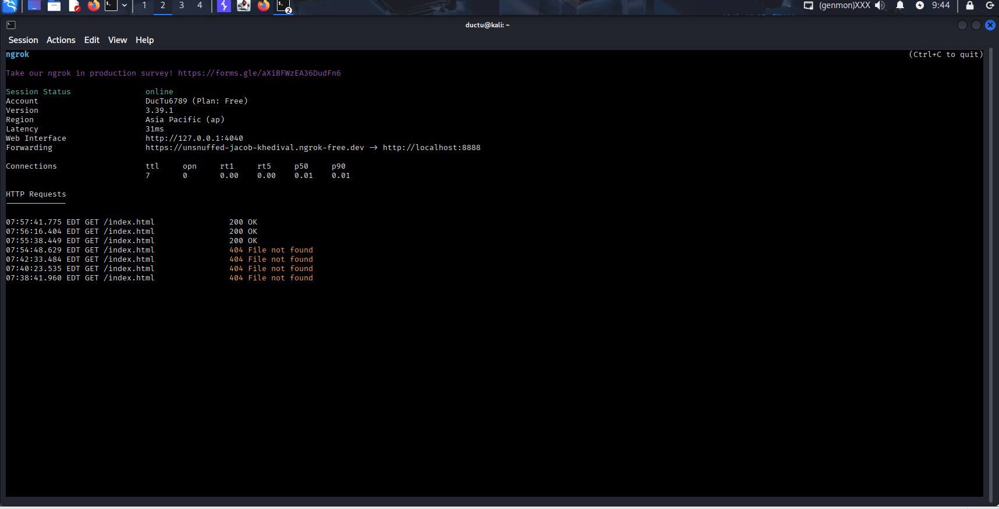 1 2 3 4 2 (genmon)XXX 9:44
ductu@kali: ~
Session Actions Edit View Help
ngrok (Ctrl+C to quit)
Take our ngrok in production survey! https://forms.gle/aXiBFWzEA36DudFn6
Session Status online
Account DucTu6789 (Plan: Free)
Version 3.39.1
Region Asia Pacific (ap)
Latency 31ms
Web Interface http://127.0.0.1:4040
Forwarding https://unsnuffed-jacob-khedival.ngrok-free.dev -> http://localhost:8888
Connections ttl opn rt1 rt5 p50 p90
7 0 0.00 0.00 0.01 0.01
HTTP Requests
-------------
07:57:41.775 EDT GET /index.html 200 OK
07:56:16.404 EDT GET /index.html 200 OK
07:55:38.449 EDT GET /index.html 200 OK
07:54:48.629 EDT GET /index.html 404 File not found
07:42:33.484 EDT GET /index.html 404 File not found
07:40:23.535 EDT GET /index.html 404 File not found
07:38:41.960 EDT GET /index.html 404 File not found